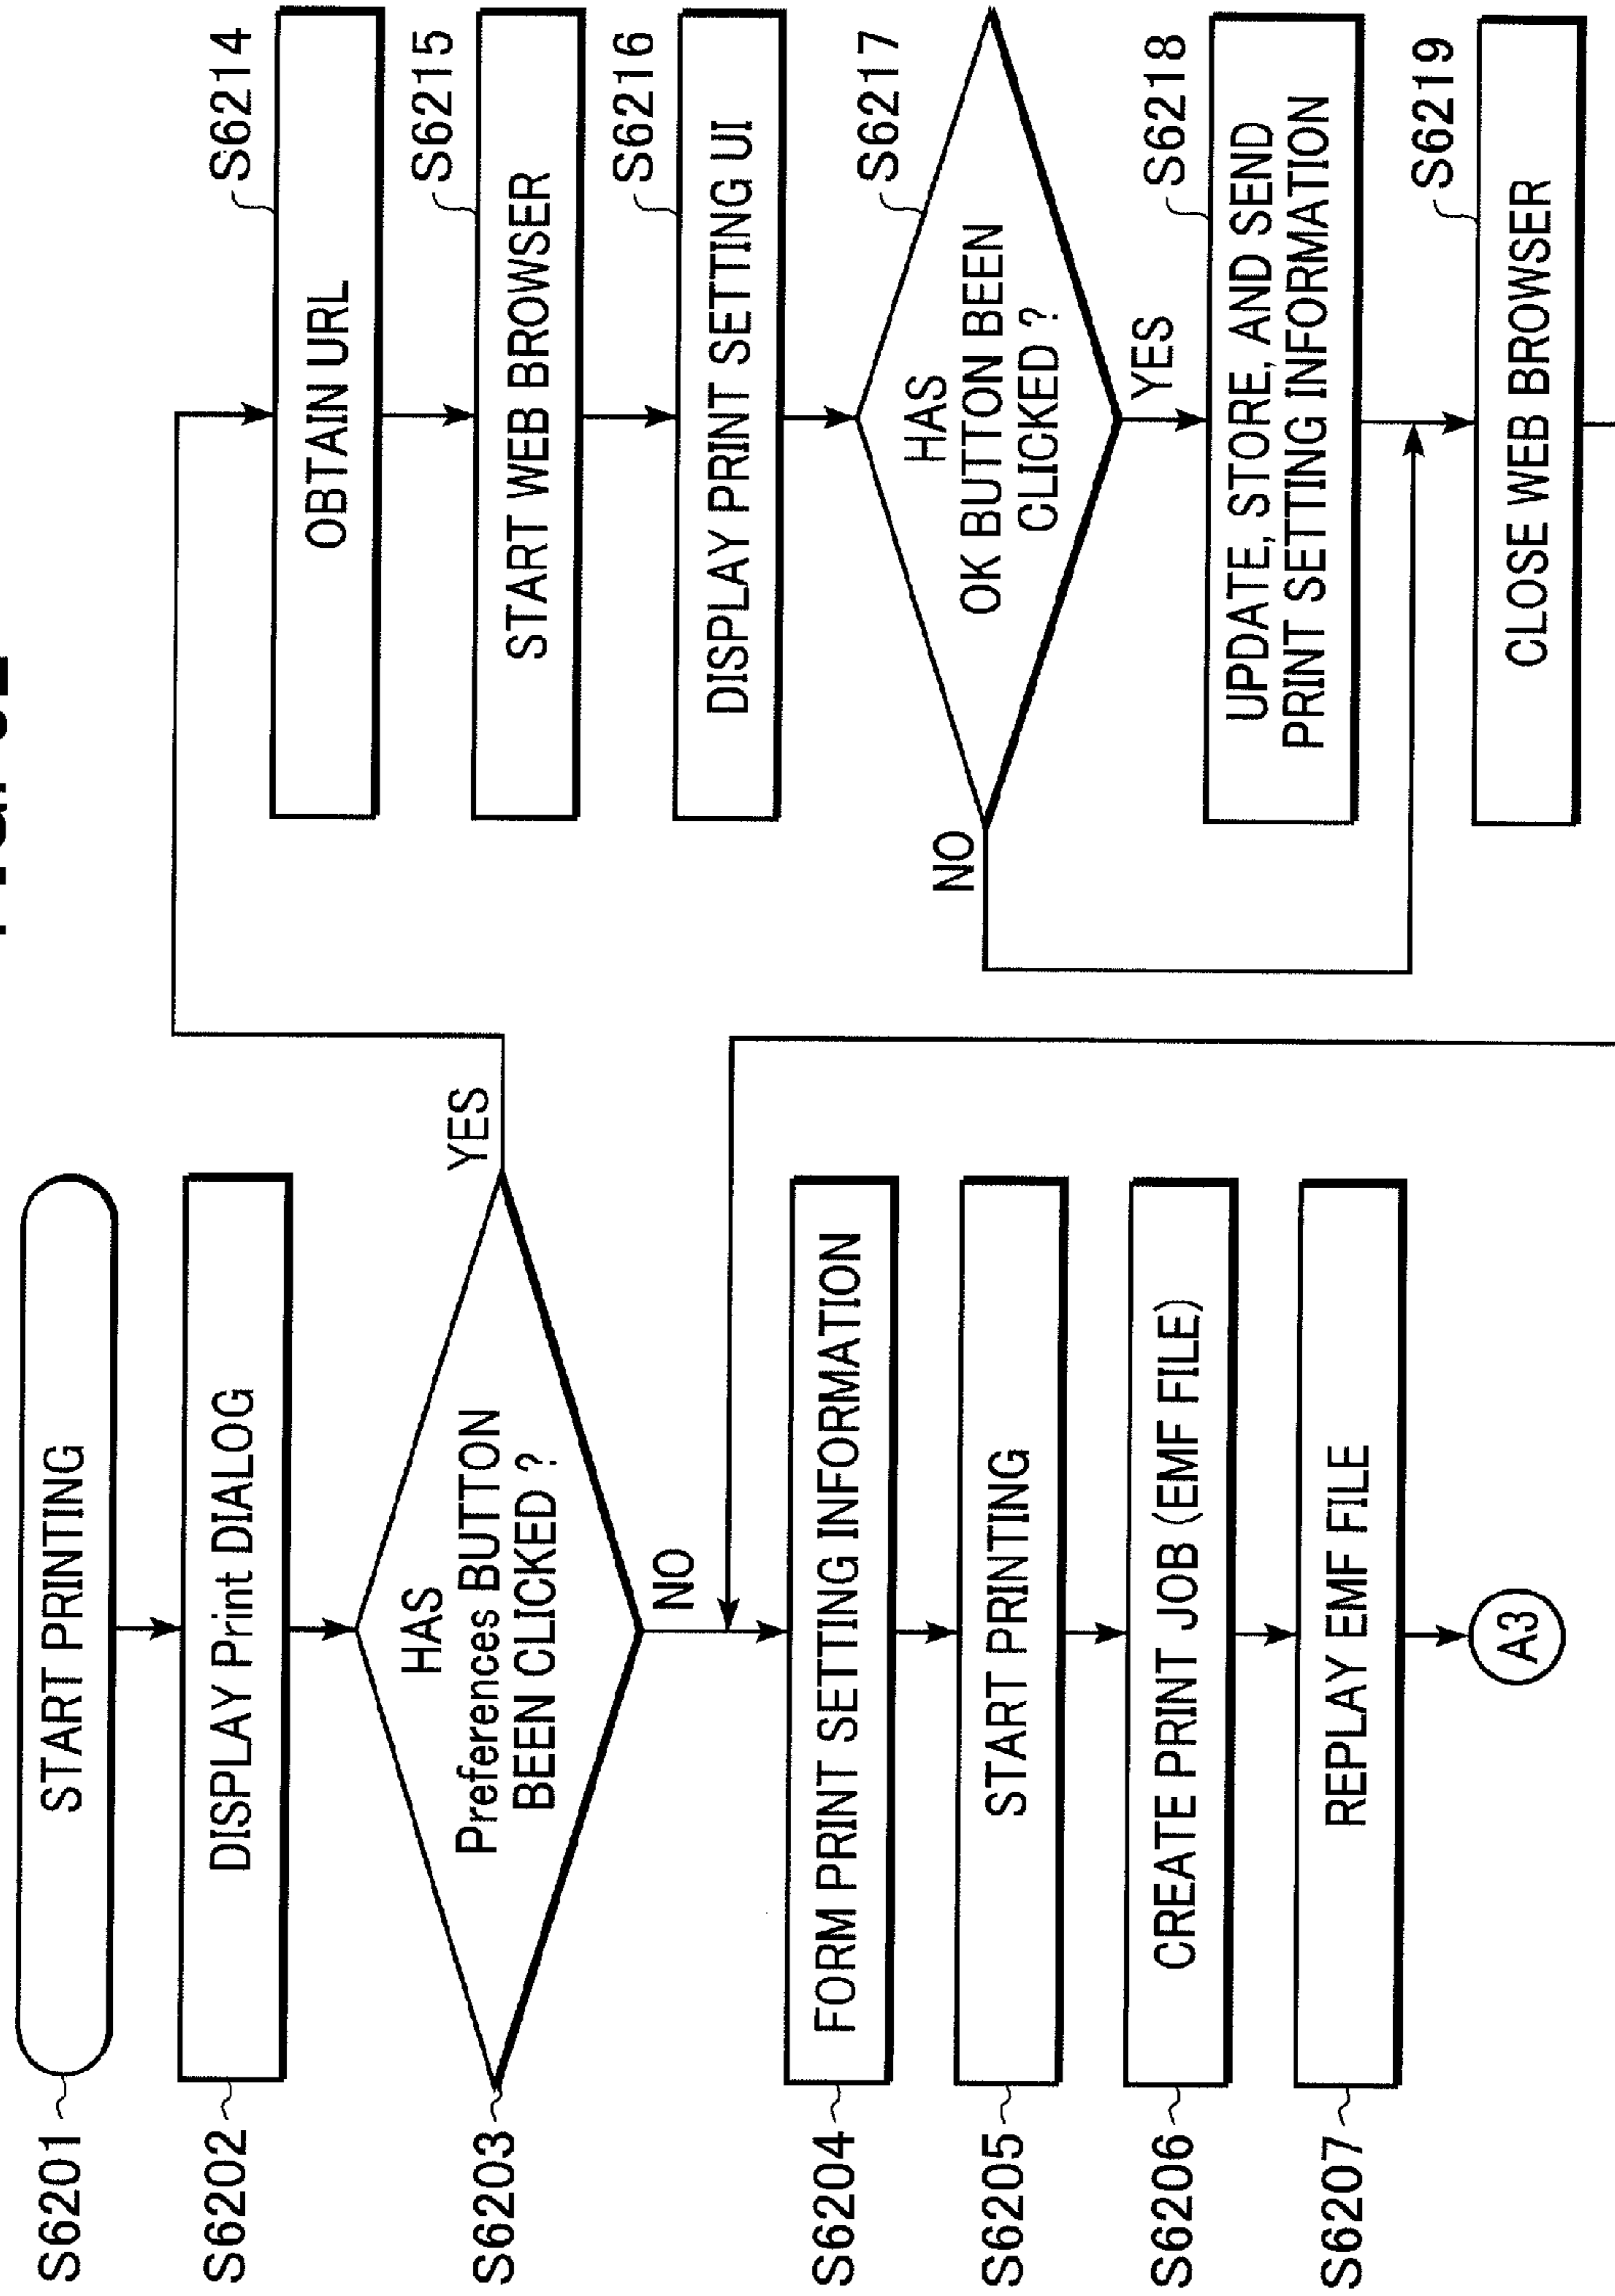 START PRINTING
S6201
DISPLAY Print DIALOG
S6202
HAS
Preferences BUTTON
BEEN CLICKED ?
YES
NO
S6203
FORM PRINT SETTING INFORMATION
S6204
START PRINTING
S6205
CREATE PRINT JOB (EMF FILE)
S6206
REPLAY EMF FILE
S6207
A3
S6214
OBTAIN URL
S6215
START WEB BROWSER
S6216
DISPLAY PRINT SETTING UI
S6217
HAS
OK BUTTON BEEN
CLICKED ?
NO
YES
S6218
UPDATE, STORE, AND SEND
PRINT SETTING INFORMATION
S6219
CLOSE WEB BROWSER